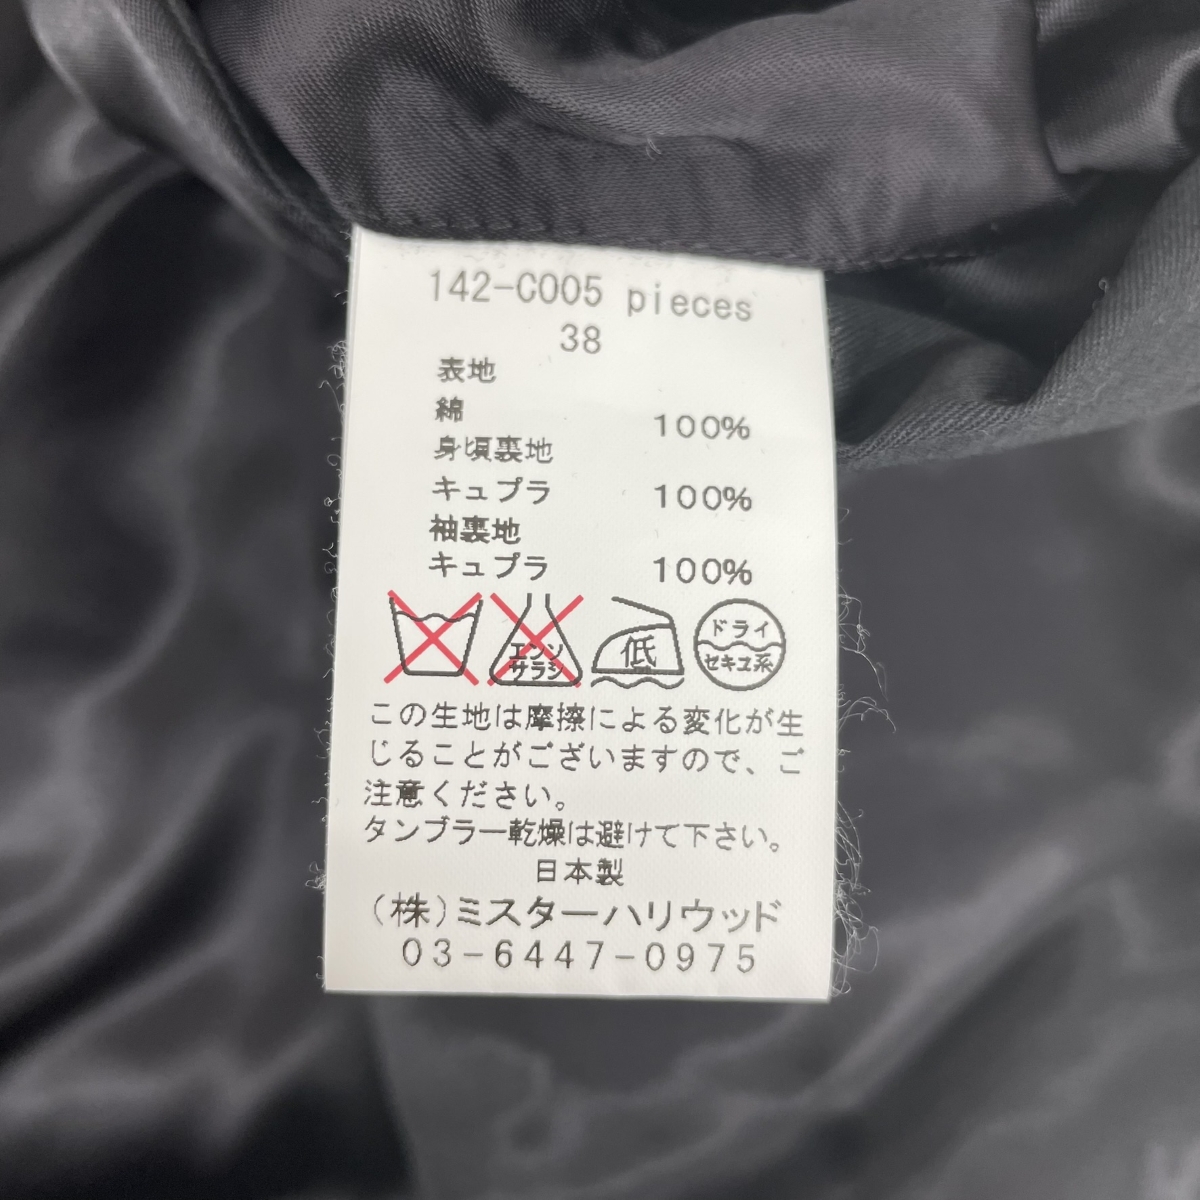 142-C005 pieces
38
表地
綿 100%
身頃裏地
キュプラ 100%
袖裏地
キュプラ 100%
エンソ
サラシ
低
ドライ
セキユ系
この生地は摩擦による変化が生
じることがございますので、ご
注意ください。
タンブラー乾燥は避けて下さい。
日本製
(株)ミスターハリウッド
03-6447-0975